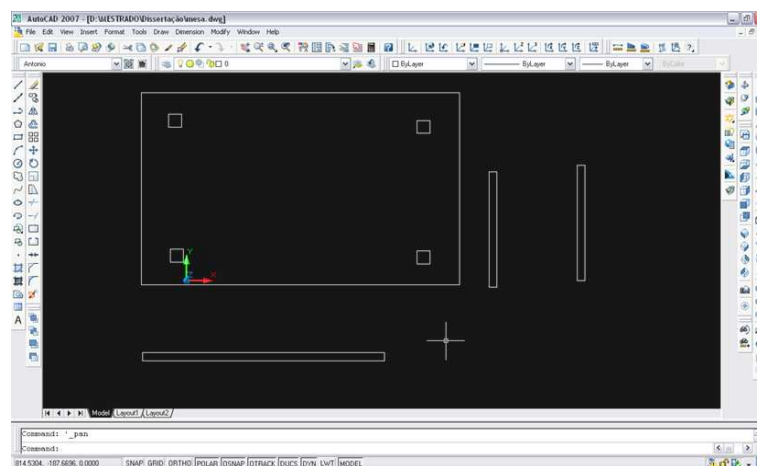 AutoCAD 2007 - [D:\MESTRADO\Dissertação\mesa.dwg]
File Edit View Insert Format Tools Draw Dimension Modify Window Help
Antonio 0 ByLayer ByLayer ByLayer ByColor
Y
X
Z
A
Model Layout1 Layout2
Command: '_pan
Command:
814.5304, -187.6696, 0.0000 SNAP GRID ORTHO POLAR OSNAP OTRACK DUCS DYN LWT MODEL